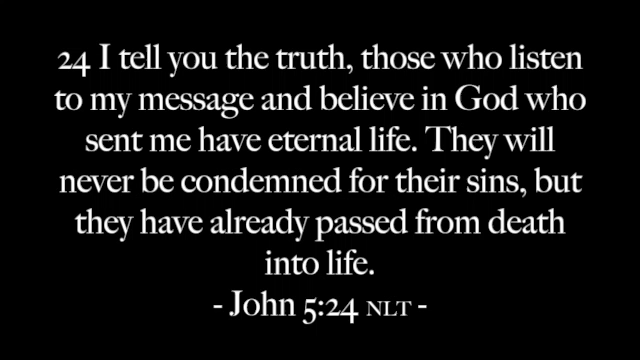 24 I tell you the truth, those who listen
to my message and believe in God who
sent me have eternal life. They will
never be condemned for their sins, but
they have already passed from death
into life.
- John 5:24 NLT -